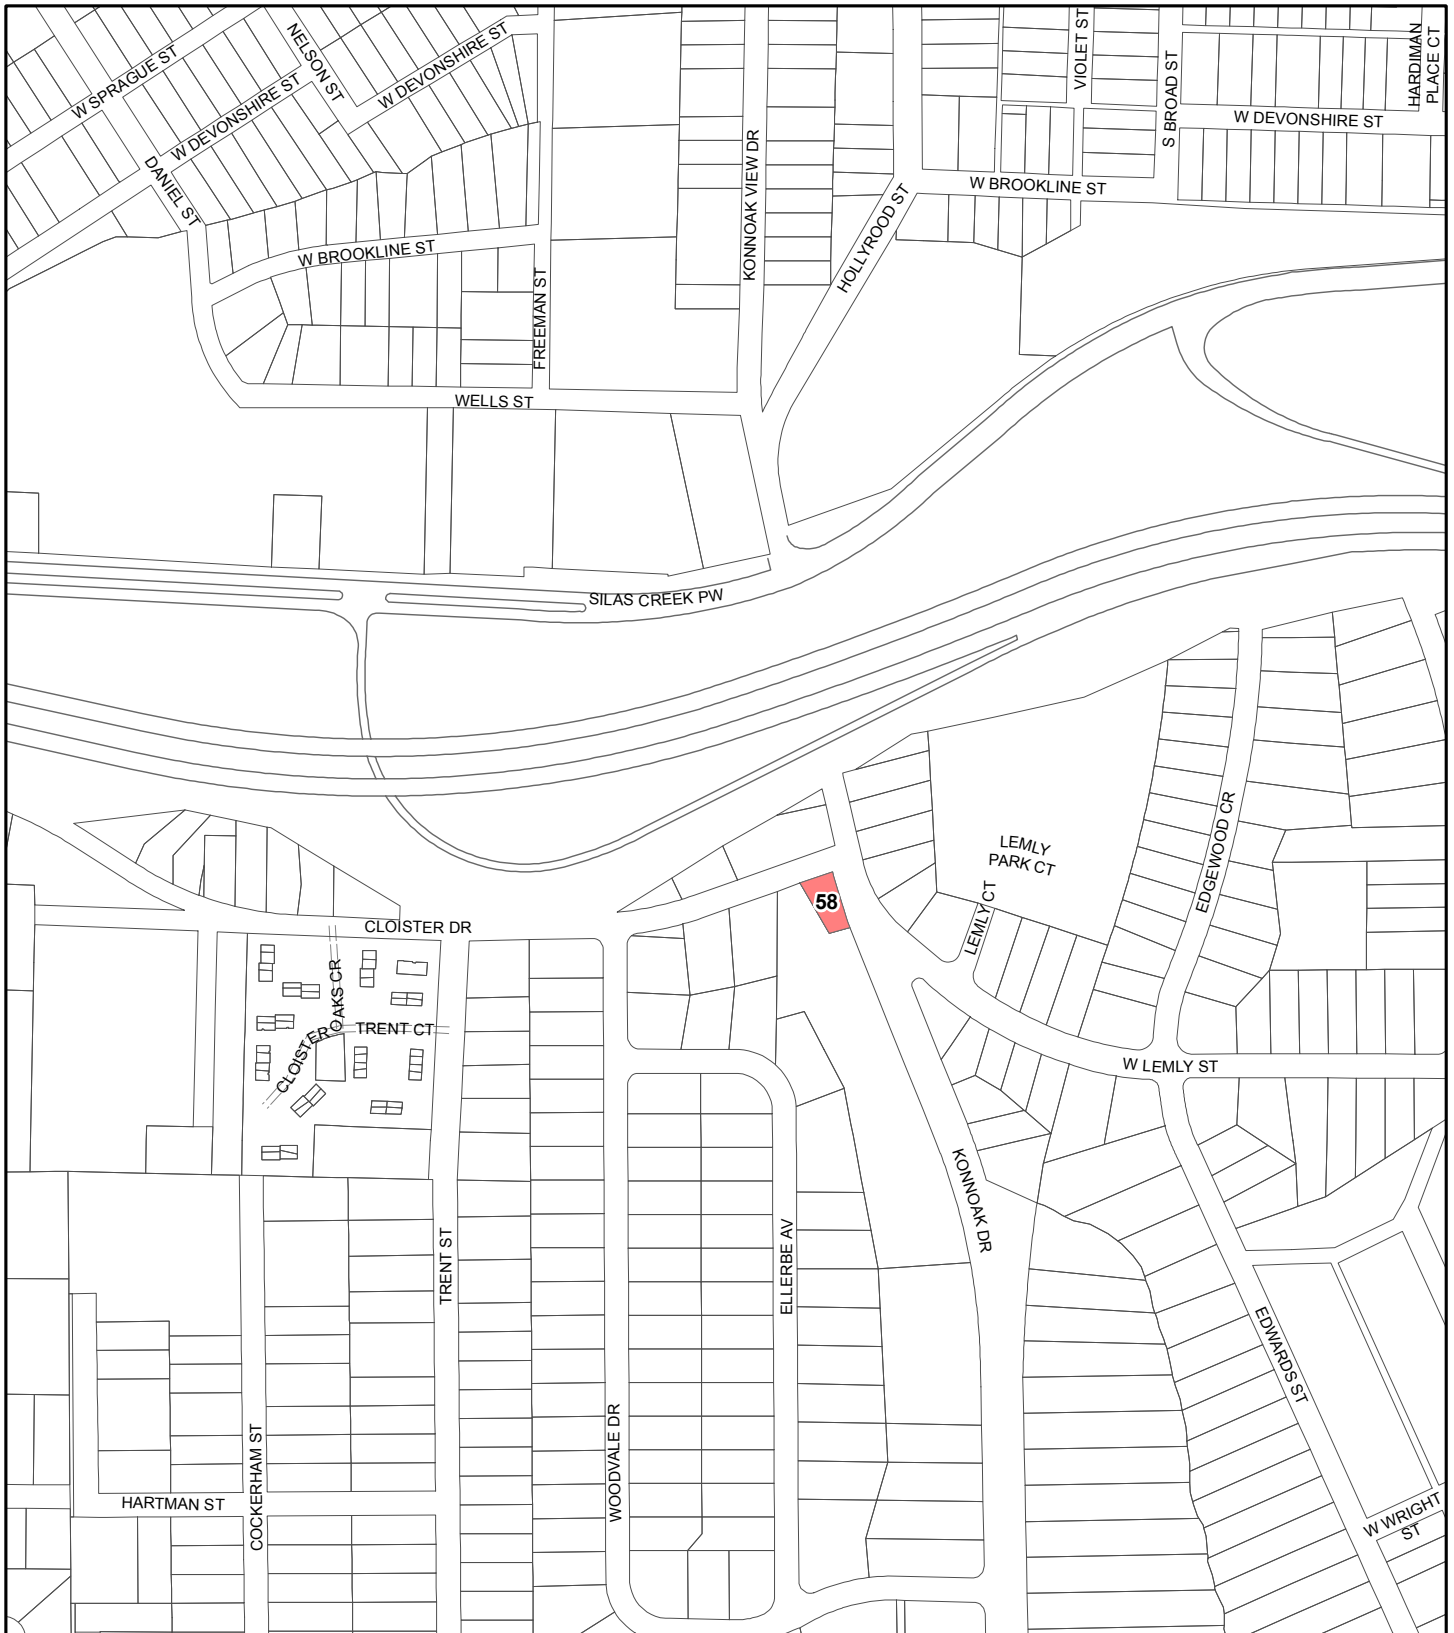 NELSON ST
W SPRAGUE ST
W DEVONSHIRE ST
W DEVONSHIRE ST
VIOLET ST
S BROAD ST
HARDIMAN
PLACE CT
W DEVONSHIRE ST
DANIEL ST
KONNOAK VIEW DR
W BROOKLINE ST
HOLLYROOD ST
W BROOKLINE ST
FREEMAN ST
WELLS ST
SILAS CREEK PW
LEMLY
PARK CT
EDGEWOOD CR
58
LEMLY CT
CLOISTER DR
CLOISTER OAKS CR
TRENT CT
W LEMLY ST
KONNOAK DR
TRENT ST
ELLERBE AV
EDWARDS ST
WOODVALE DR
COCKERHAM ST
HARTMAN ST
W WRIGHT
ST